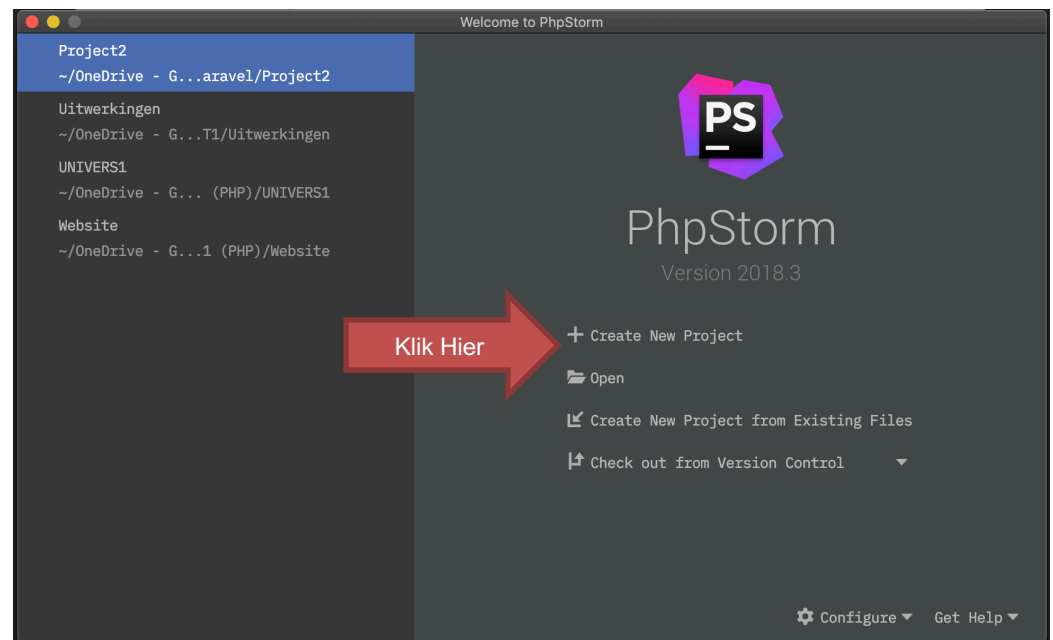 Welcome to PhpStorm
Project2
~/OneDrive - G...aravel/Project2
Uitwerkingen
~/OneDrive - G...T1/Uitwerkingen
UNIVERS1
~/OneDrive - G... (PHP)/UNIVERS1
Website
~/OneDrive - G...1 (PHP)/Website
PS
PhpStorm
Version 2018.3
Klik Hier
Create New Project
Open
Create New Project from Existing Files
Check out from Version Control
Configure
Get Help